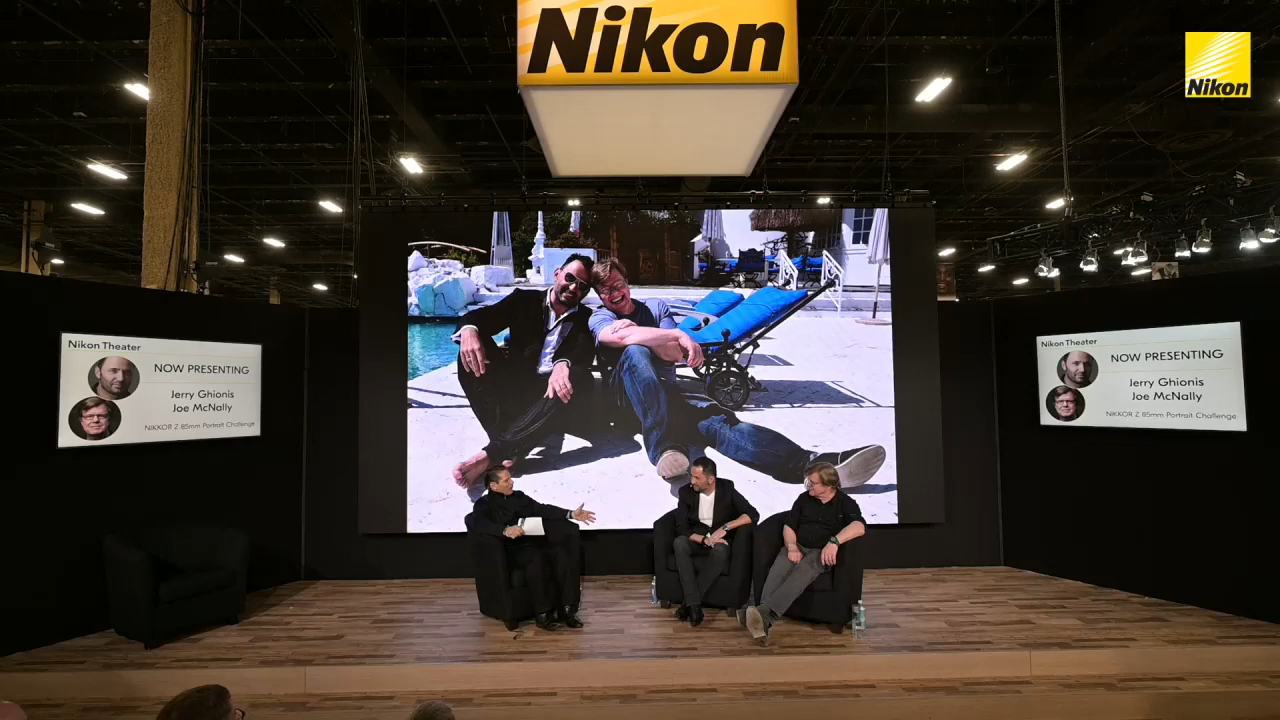 Nikon
Nikon
Nikon Theater
NOW PRESENTING
Jerry Ghionis
Joe McNally
NIKKOR Z 85mm Portrait Challenge
Nikon Theater
NOW PRESENTING
Jerry Ghionis
Joe McNally
NIKKOR Z 85mm Portrait Challenge